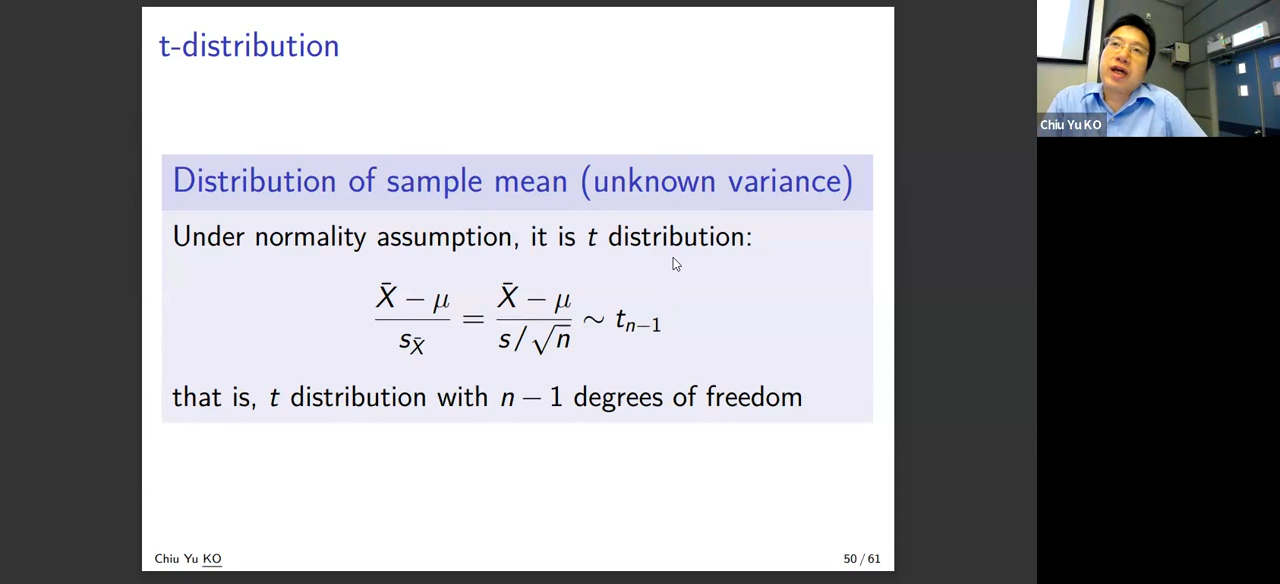 t-distribution
Distribution of sample mean (unknown variance)
Under normality assumption, it is t distribution:
X̄ − μ / s_X̄ = X̄ − μ / s/√n ∼ t_{n−1}
that is, t distribution with n − 1 degrees of freedom
Chiu Yu KO
50 / 61
Chiu Yu KO